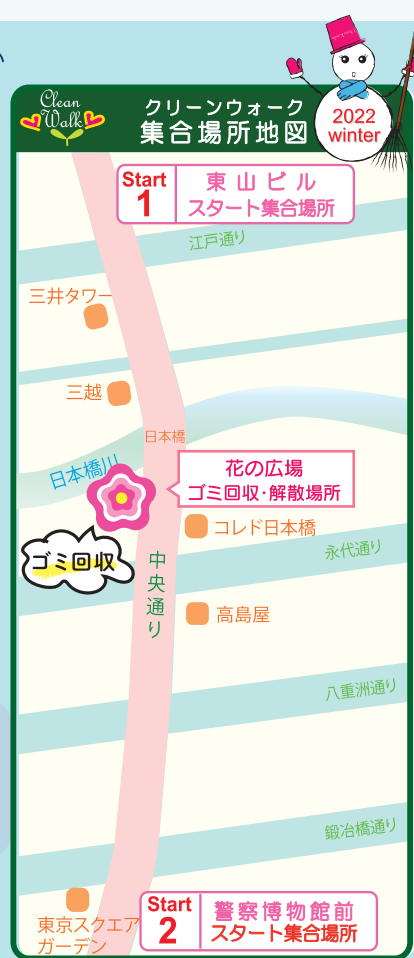 Clean
Walk
クリーンウォーク
集合場所地図
2022
winter
Start
1
東山ビル
スタート集合場所
江戸通り
三井タワー
三越
日本橋
日本橋川
花の広場
ゴミ回収・解散場所
コレド日本橋
ゴミ回収
永代通り
中央通り
高島屋
八重洲通り
鍛冶橋通り
東京スクエア
ガーデン
Start
2
警察博物館前
スタート集合場所